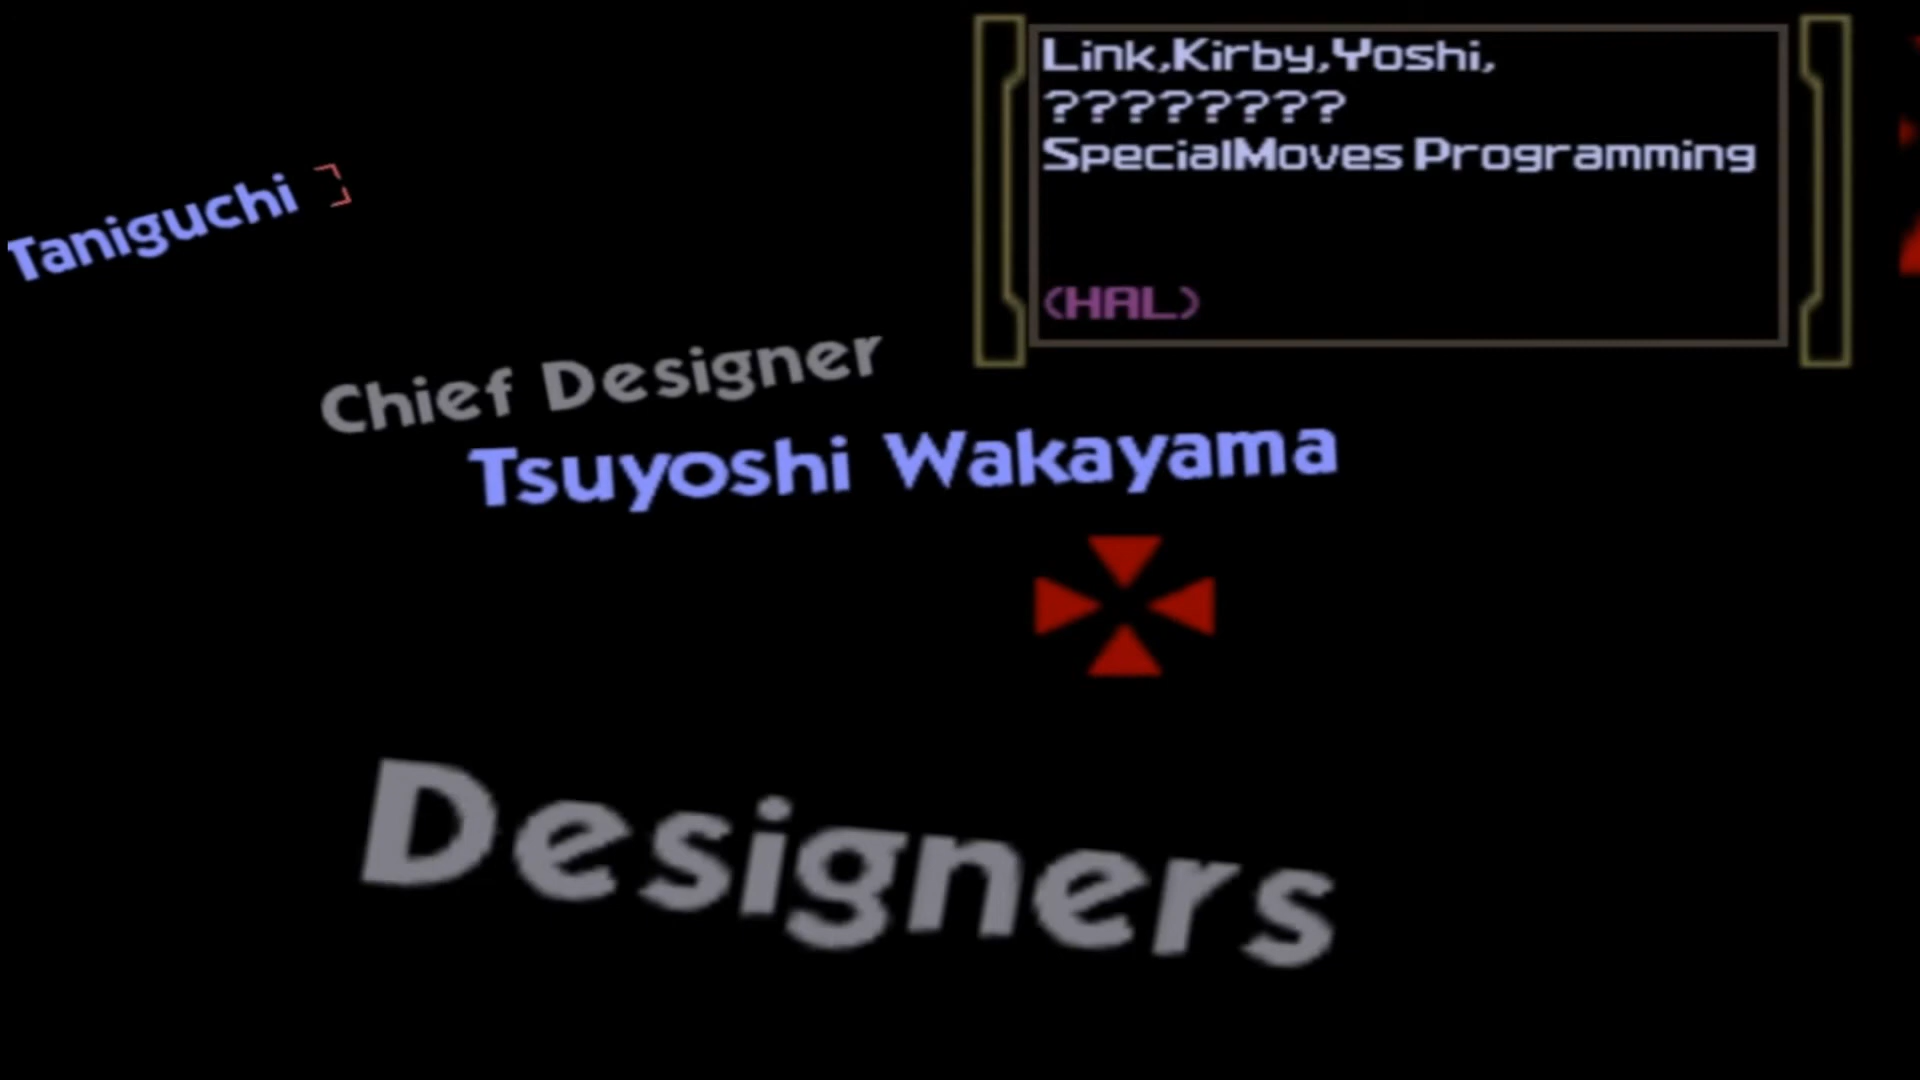 Link,Kirby,Yoshi,
????????
SpecialMoves Programming
(HAL)
Taniguchi
Chief Designer
Tsuyoshi Wakayama
Designers